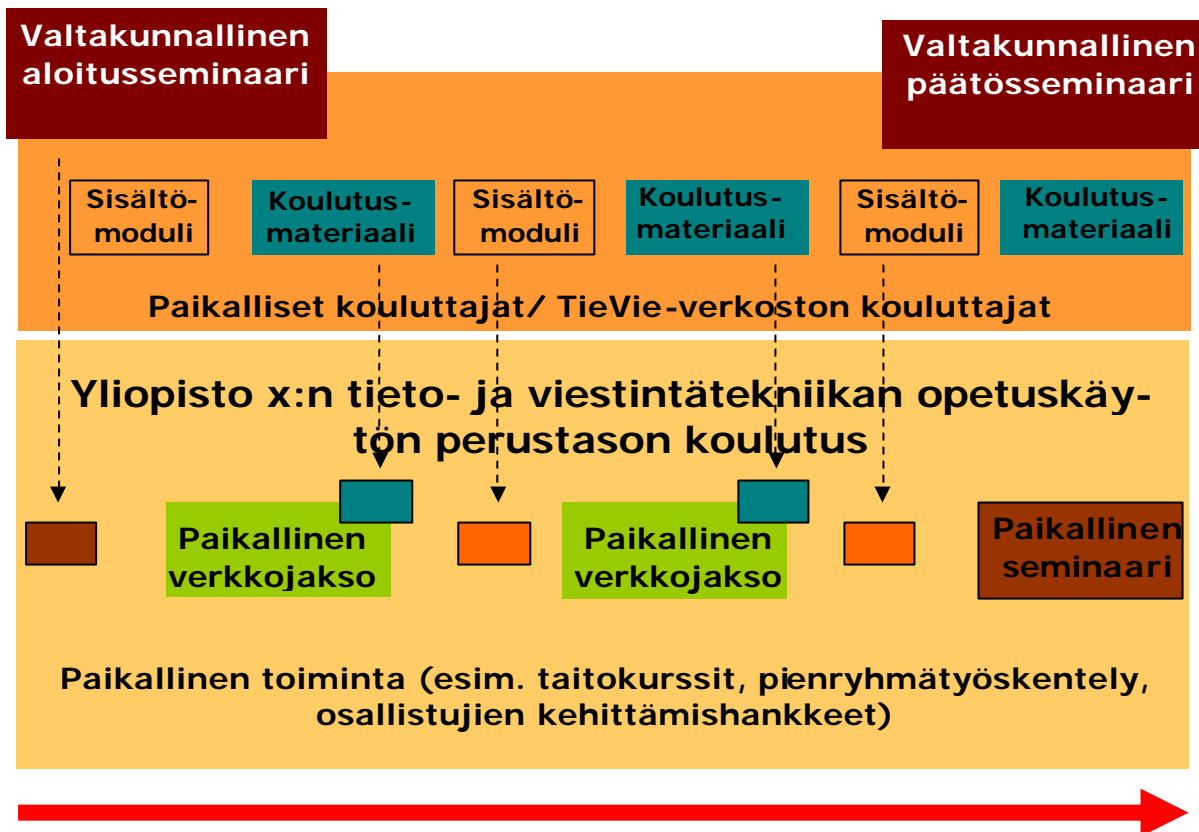 Valtakunnallinen
aloitusseminaari
Valtakunnallinen
päätösseminaari
Sisältö-
moduli
Koulutus-
materiaali
Sisältö-
moduli
Koulutus-
materiaali
Sisältö-
moduli
Koulutus-
materiaali
Paikalliset kouluttajat/ TieVie-verkoston kouluttajat
Yliopisto x:n tieto- ja viestintätekniikan opetuskäy-
tön perustason koulutus
Paikallinen
verkkojakso
Paikallinen
verkkojakso
Paikallinen
seminaari
Paikallinen toiminta (esim. taitokurssit, pienryhmätyöskentely,
osallistujien kehittämishankkeet)